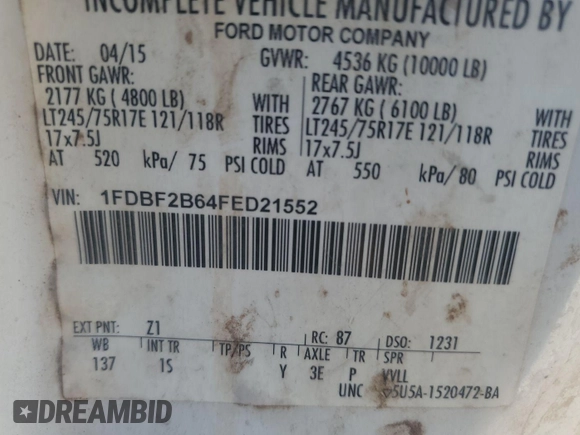 INCOMPLETE VEHICLE MANUFACTURED BY
FORD MOTOR COMPANY
DATE: 04/15 GVWR: 4536 KG (10000 LB)
FRONT GAWR: REAR GAWR:
2177 KG ( 4800 LB) WITH 2767 KG ( 6100 LB) WITH
LT245/75R17E 121/118R TIRES LT245/75R17E 121/118R TIRES
17x7.5J RIMS 17x7.5J RIMS
AT 520 kPa/ 75 PSI COLD AT 550 kPa/ 80 PSI COLD
VIN: 1FDBF2B64FED21552
EXT PNT: Z1 RC: 87 DSO: 1231
WB INT TR TP/PS R AXLE TR SPR
137 1S Y 3E P VVLL
UNC 5U5A-1520472-BA
DREAMBID